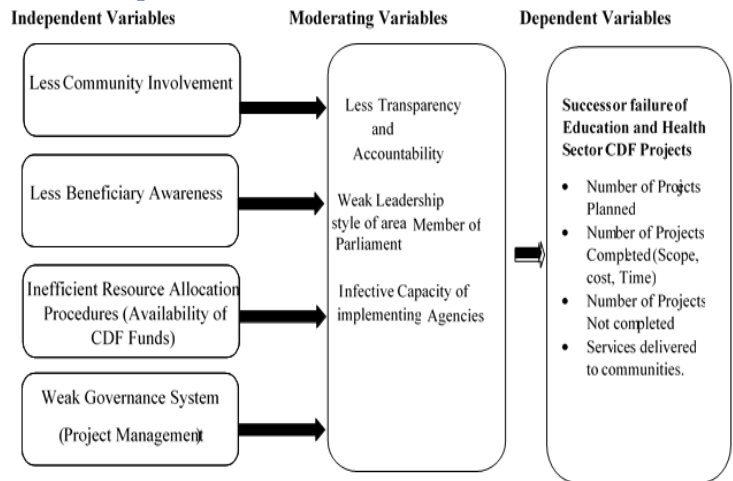 Independent Variables
Moderating Variables
Dependent Variables
Less Community Involvement
Less Beneficiary Awareness
Inefficient Resource Allocation
Procedures (Availability of
CDF Funds)
Weak Governance System
(Project Management)
Less Transparency
and
Accountability
Weak Leadership
style of area Member of
Parliament
Infective Capacity of
implementing Agencies
Success or failure of
Education and Health
Sector CDF Projects
• Number of Projects
Planned
• Number of Projects
Completed (Scope,
cost, Time)
• Number of Projects
Not completed
• Services delivered
to communities.